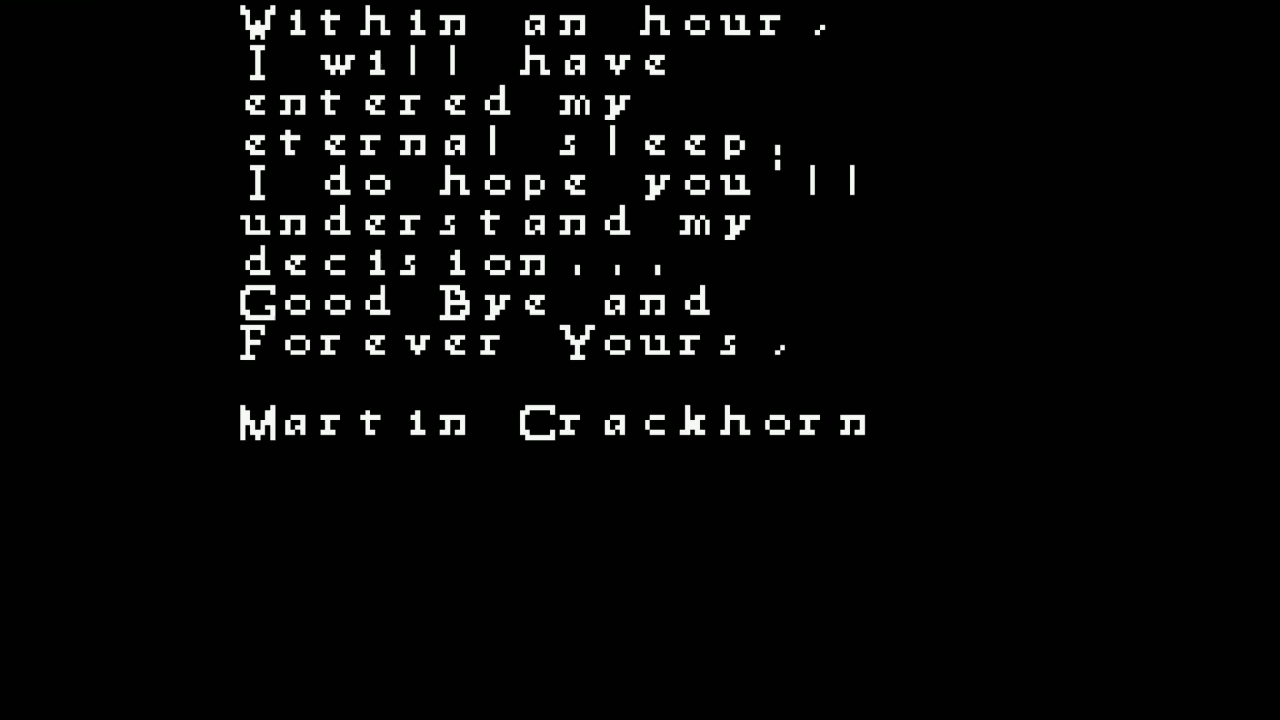 Within an hour,
I will have
entered my
eternal sleep.
I do hope you'll
understand my
decision...
Good Bye and
Forever Yours,
Martin Crackhorn